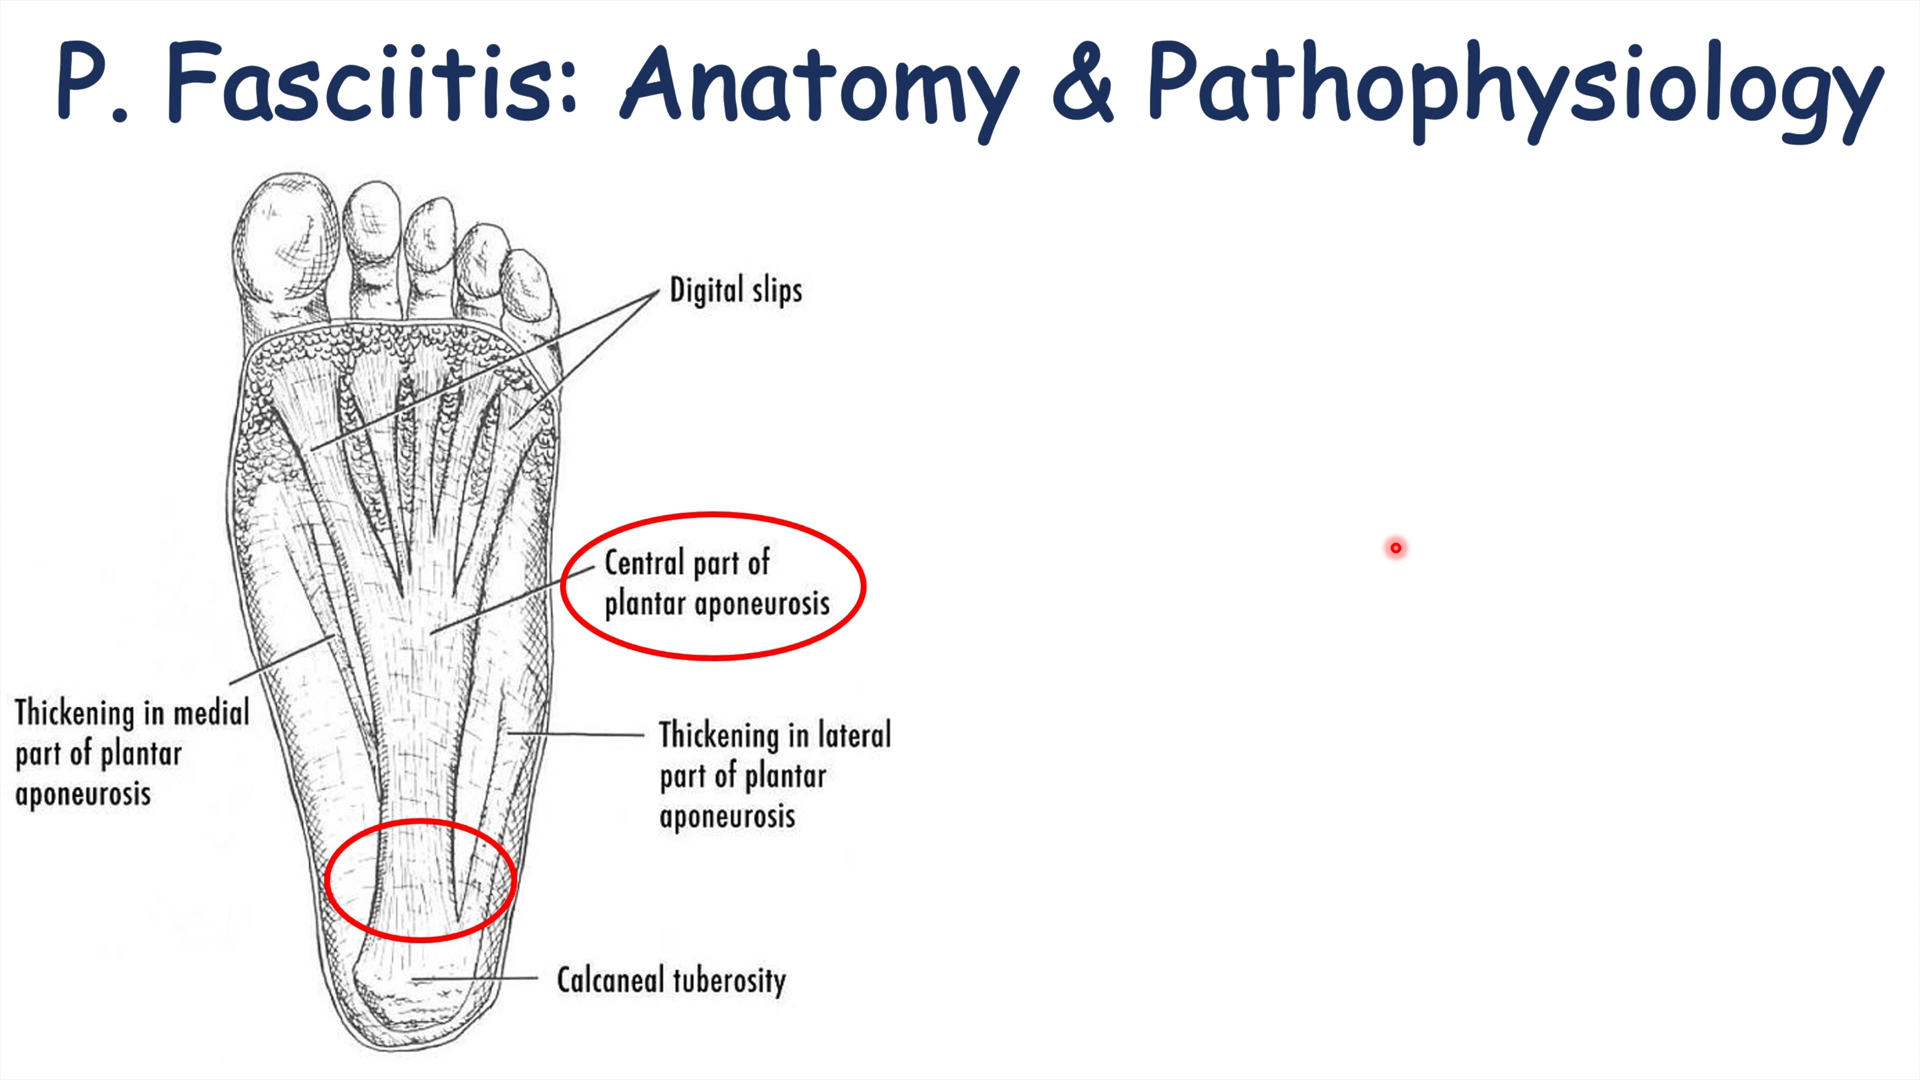 P. Fasciitis: Anatomy & Pathophysiology
Digital slips
Central part of
plantar aponeurosis
Thickening in medial
part of plantar
aponeurosis
Thickening in lateral
part of plantar
aponeurosis
Calcaneal tuberosity